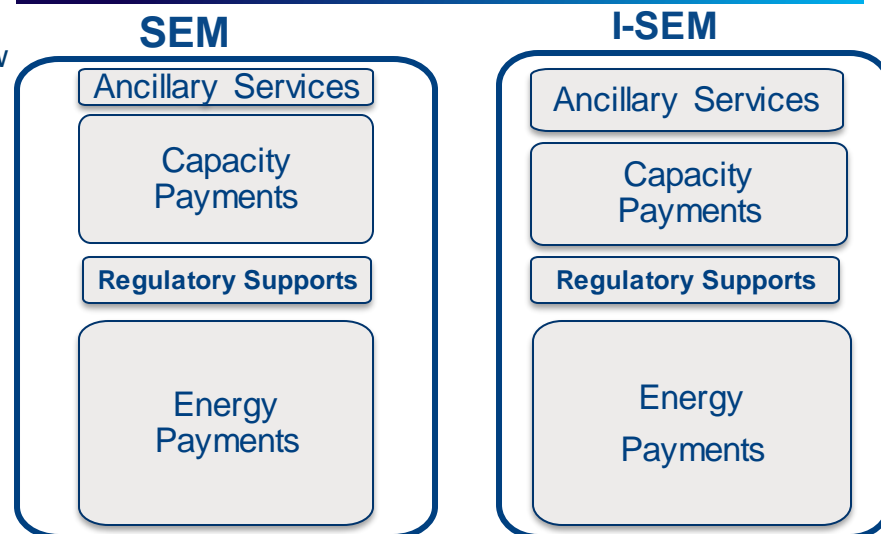 SEM
Ancillary Services
Capacity
Payments
Regulatory Supports
Energy
Payments
I-SEM
Ancillary Services
Capacity
Payments
Regulatory Supports
Energy
Payments